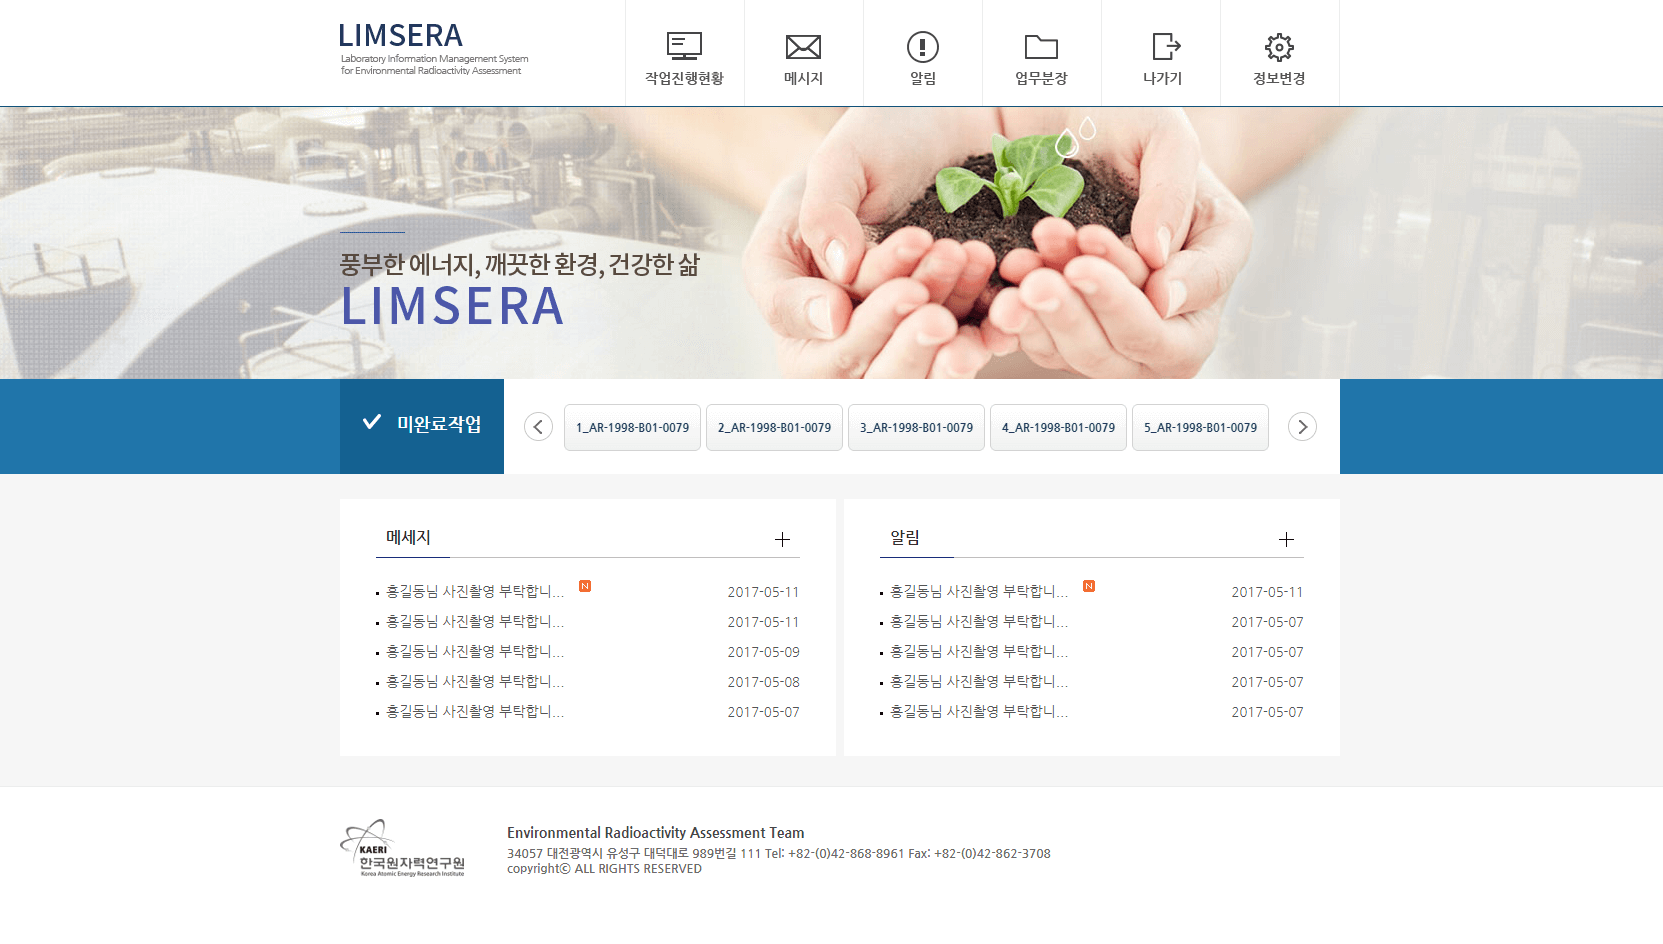 LIMSERA
Laboratory Information Management System
for Environmental Radioactivity Assessment
작업진행현황
메시지
알림
업무분장
나가기
정보변경
풍부한 에너지, 깨끗한 환경, 건강한 삶
LIMSERA
미완료작업
1_AR-1998-B01-0079
2_AR-1998-B01-0079
3_AR-1998-B01-0079
4_AR-1998-B01-0079
5_AR-1998-B01-0079
메세지
홍길동님 사진촬영 부탁합니... N 2017-05-11
홍길동님 사진촬영 부탁합니... 2017-05-11
홍길동님 사진촬영 부탁합니... 2017-05-09
홍길동님 사진촬영 부탁합니... 2017-05-08
홍길동님 사진촬영 부탁합니... 2017-05-07
알림
홍길동님 사진촬영 부탁합니... N 2017-05-11
홍길동님 사진촬영 부탁합니... 2017-05-07
홍길동님 사진촬영 부탁합니... 2017-05-07
홍길동님 사진촬영 부탁합니... 2017-05-07
홍길동님 사진촬영 부탁합니... 2017-05-07
KAERI
한국원자력연구원
Korea Atomic Energy Research Institute
Environmental Radioactivity Assessment Team
34057 대전광역시 유성구 대덕대로 989번길 111 Tel: +82-(0)42-868-8961 Fax: +82-(0)42-862-3708
copyrightⓒ ALL RIGHTS RESERVED